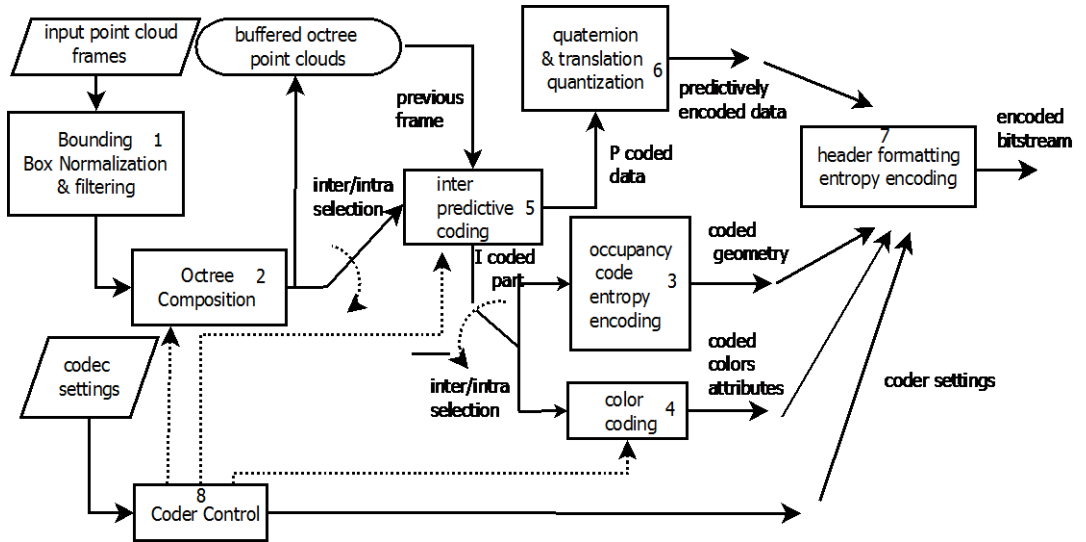 input point cloud
frames
buffered octree
point clouds
quaternion
& translation
quantization 6
predictively
encoded data
previous
frame
Bounding 1
Box Normalization
& filtering
inter/intra
selection
inter
predictive 5
coding
P coded
data
7
header formatting
entropy encoding
encoded
bitstream
Octree 2
Composition
I coded
part
occupancy
code
entropy 3
encoding
coded
geometry
codec
settings
inter/intra
selection
color 4
coding
coded
colors
attributes
coder settings
8
Coder Control